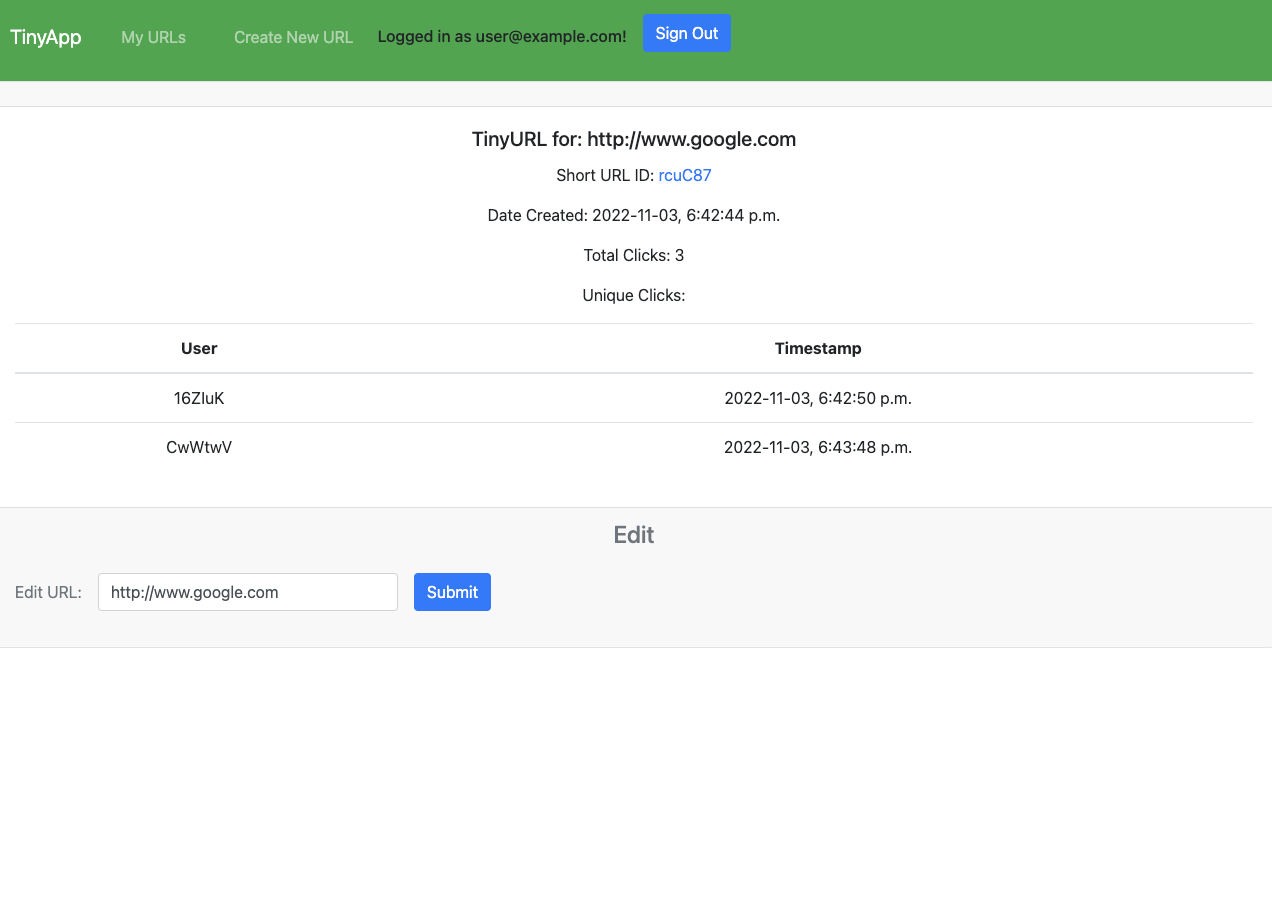 TinyApp My URLs Create New URL Logged in as user@example.com! Sign Out
TinyURL for: http://www.google.com
Short URL ID: rcuC87
Date Created: 2022-11-03, 6:42:44 p.m.
Total Clicks: 3
Unique Clicks:
User Timestamp
16ZIuK 2022-11-03, 6:42:50 p.m.
CwWtwV 2022-11-03, 6:43:48 p.m.
Edit
Edit URL: http://www.google.com Submit